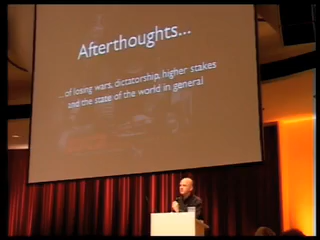 Afterthoughts...
...of losing wars, dictatorship, higher stakes
and the state of the world in general